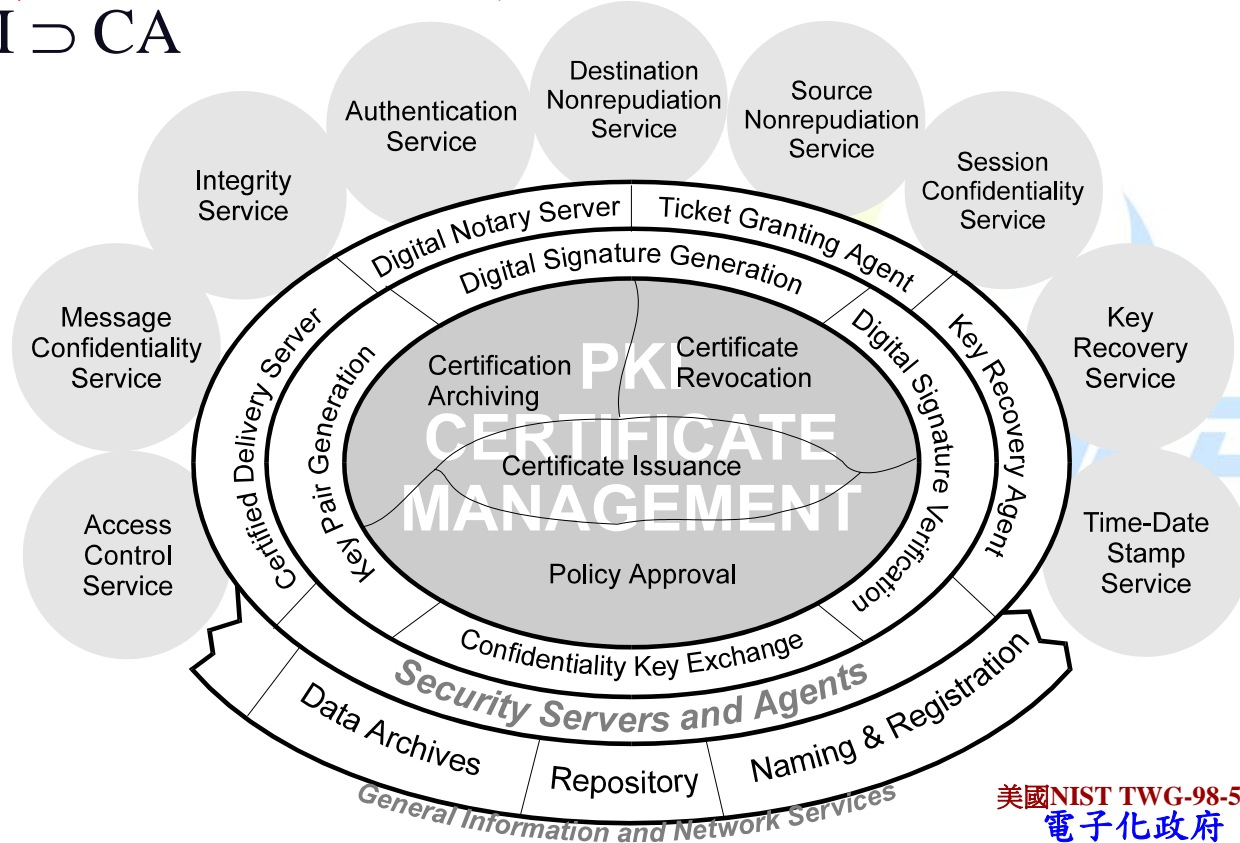 I ⊃ CA
Destination
Nonrepudiation
Service
Source
Nonrepudiation
Service
Authentication
Service
Session
Confidentiality
Service
Integrity
Service
Digital Notary Server
Ticket Granting Agent
Digital Signature Generation
Message
Confidentiality
Service
Key
Recovery
Service
Certified Delivery Server
Key Pair Generation
Digital Signature Verification
Key Recovery Agent
PKI
CERTIFICATE
MANAGEMENT
Certification
Archiving
Certificate
Revocation
Certificate Issuance
Policy Approval
Access
Control
Service
Time-Date
Stamp
Service
Confidentiality Key Exchange
Security Servers and Agents
Data Archives
Repository
Naming & Registration
General Information and Network Services
美國NIST TWG-98-5
電子化政府